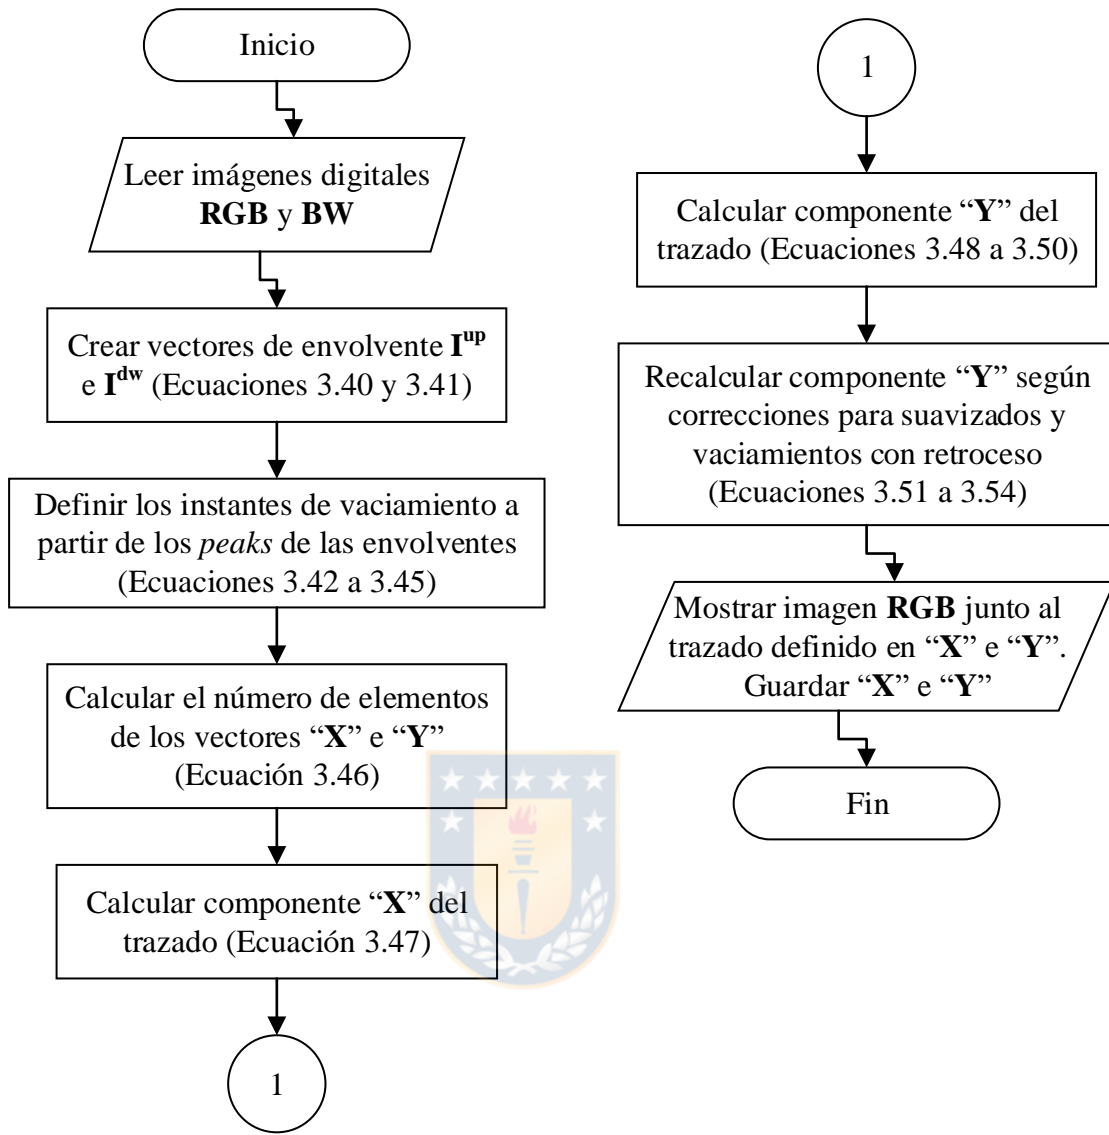 Inicio
Leer imágenes digitales
RGB y BW
Crear vectores de envolvente I^up
e I^dw (Ecuaciones 3.40 y 3.41)
Definir los instantes de vaciamiento a
partir de los peaks de las envolventes
(Ecuaciones 3.42 a 3.45)
Calcular el número de elementos
de los vectores “X” e “Y”
(Ecuación 3.46)
Calcular componente “X” del
trazado (Ecuación 3.47)
1
1
Calcular componente “Y” del
trazado (Ecuaciones 3.48 a 3.50)
Recalcular componente “Y” según
correcciones para suavizados y
vaciamientos con retroceso
(Ecuaciones 3.51 a 3.54)
Mostrar imagen RGB junto al
trazado definido en “X” e “Y”.
Guardar “X” e “Y”
Fin